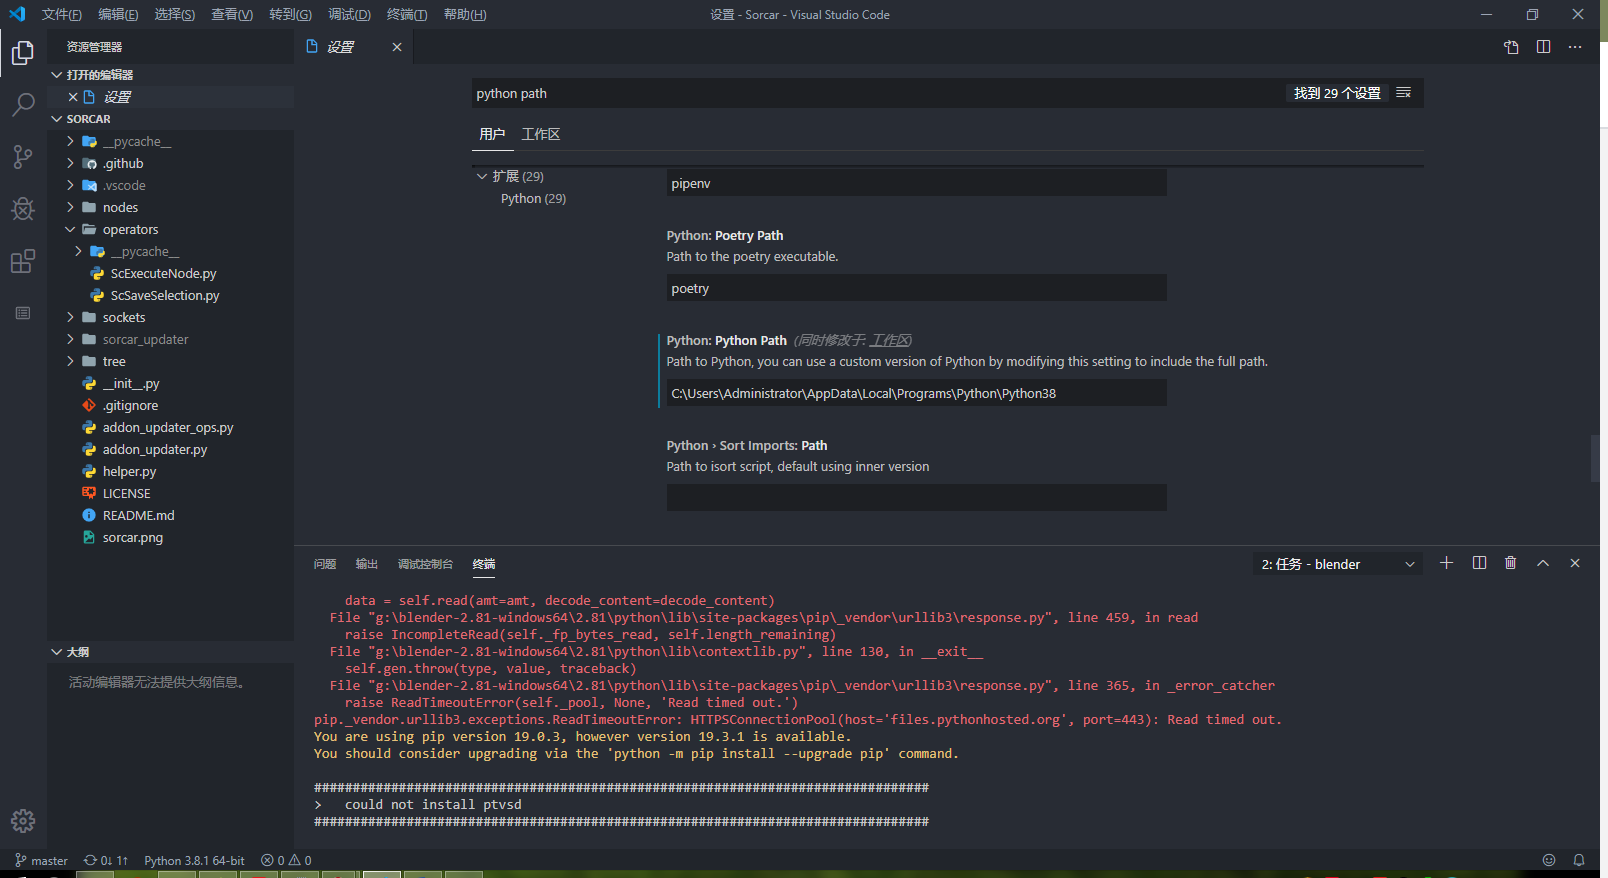 文件(F) 编辑(E) 选择(S) 查看(V) 转到(G) 调试(D) 终端(T) 帮助(H)
设置 - Sorcar - Visual Studio Code
资源管理器
打开的编辑器
设置
SORCAR
__pycache__
.github
.vscode
nodes
operators
__pycache__
ScExecuteNode.py
ScSaveSelection.py
sockets
sorcar_updater
tree
__init__.py
.gitignore
addon_updater_ops.py
addon_updater.py
helper.py
LICENSE
README.md
sorcar.png
大纲
活动编辑器无法提供大纲信息。
设置
python path
找到 29 个设置
用户 工作区
扩展 (29)
Python (29)
pipenv
Python: Poetry Path
Path to the poetry executable.
poetry
Python: Python Path (同时修改于: 工作区)
Path to Python, you can use a custom version of Python by modifying this setting to include the full path.
C:\Users\Administrator\AppData\Local\Programs\Python\Python38
Python › Sort Imports: Path
Path to isort script, default using inner version
问题 输出 调试控制台 终端
2: 任务 - blender
data = self.read(amt=amt, decode_content=decode_content)
File "g:\blender-2.81-windows64\2.81\python\lib\site-packages\pip\_vendor\urllib3\response.py", line 459, in read
raise IncompleteRead(self._fp_bytes_read, self.length_remaining)
File "g:\blender-2.81-windows64\2.81\python\lib\contextlib.py", line 130, in __exit__
self.gen.throw(type, value, traceback)
File "g:\blender-2.81-windows64\2.81\python\lib\site-packages\pip\_vendor\urllib3\response.py", line 365, in _error_catcher
raise ReadTimeoutError(self._pool, None, 'Read timed out.')
pip._vendor.urllib3.exceptions.ReadTimeoutError: HTTPSConnectionPool(host='files.pythonhosted.org', port=443): Read timed out.
You are using pip version 19.0.3, however version 19.3.1 is available.
You should consider upgrading via the 'python -m pip install --upgrade pip' command.
################################################################################
> could not install ptvsd
################################################################################
master 0↓ 1↑ Python 3.8.1 64-bit 0 0